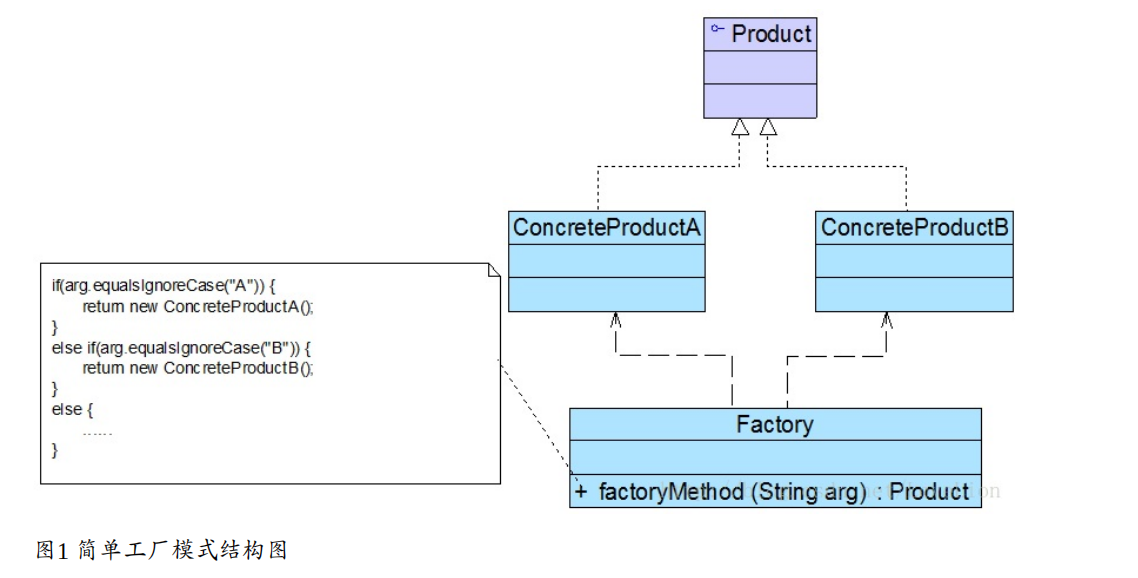 Product
ConcreteProductA
ConcreteProductB
if(arg.equalsIgnoreCase("A")) {
return new ConcreteProductA();
}
else if(arg.equalsIgnoreCase("B")) {
return new ConcreteProductB();
}
else {
......
}
Factory
+ factoryMethod (String arg) : Product
图1 简单工厂模式结构图